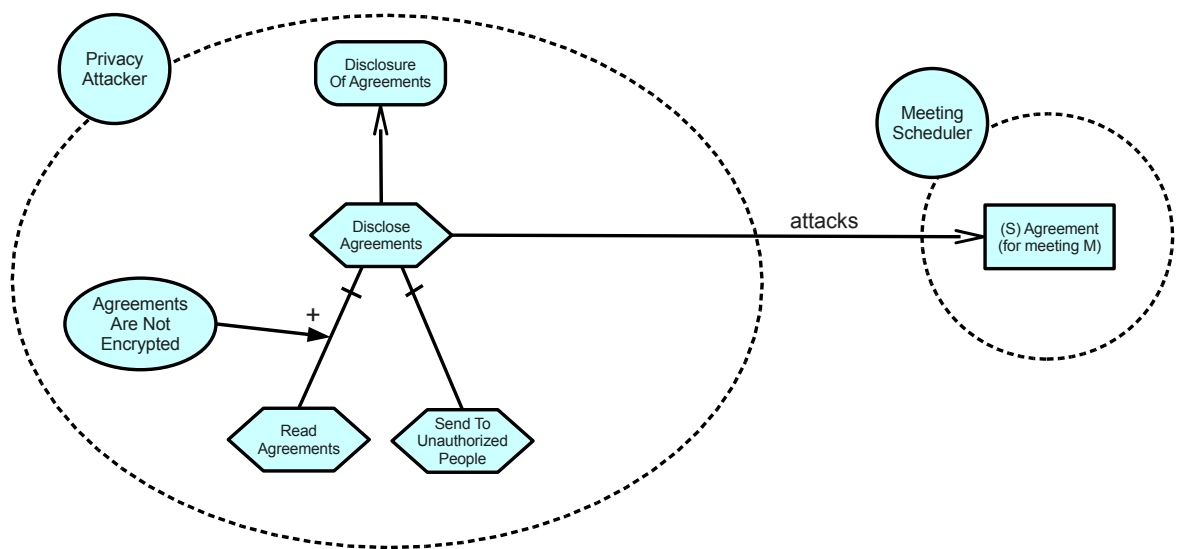 Privacy
Attacker
Disclosure
Of Agreements
Meeting
Scheduler
Disclose
Agreements
attacks
(S) Agreement
(for meeting M)
Agreements
Are Not
Encrypted
+
Read
Agreements
Send To
Unauthorized
People